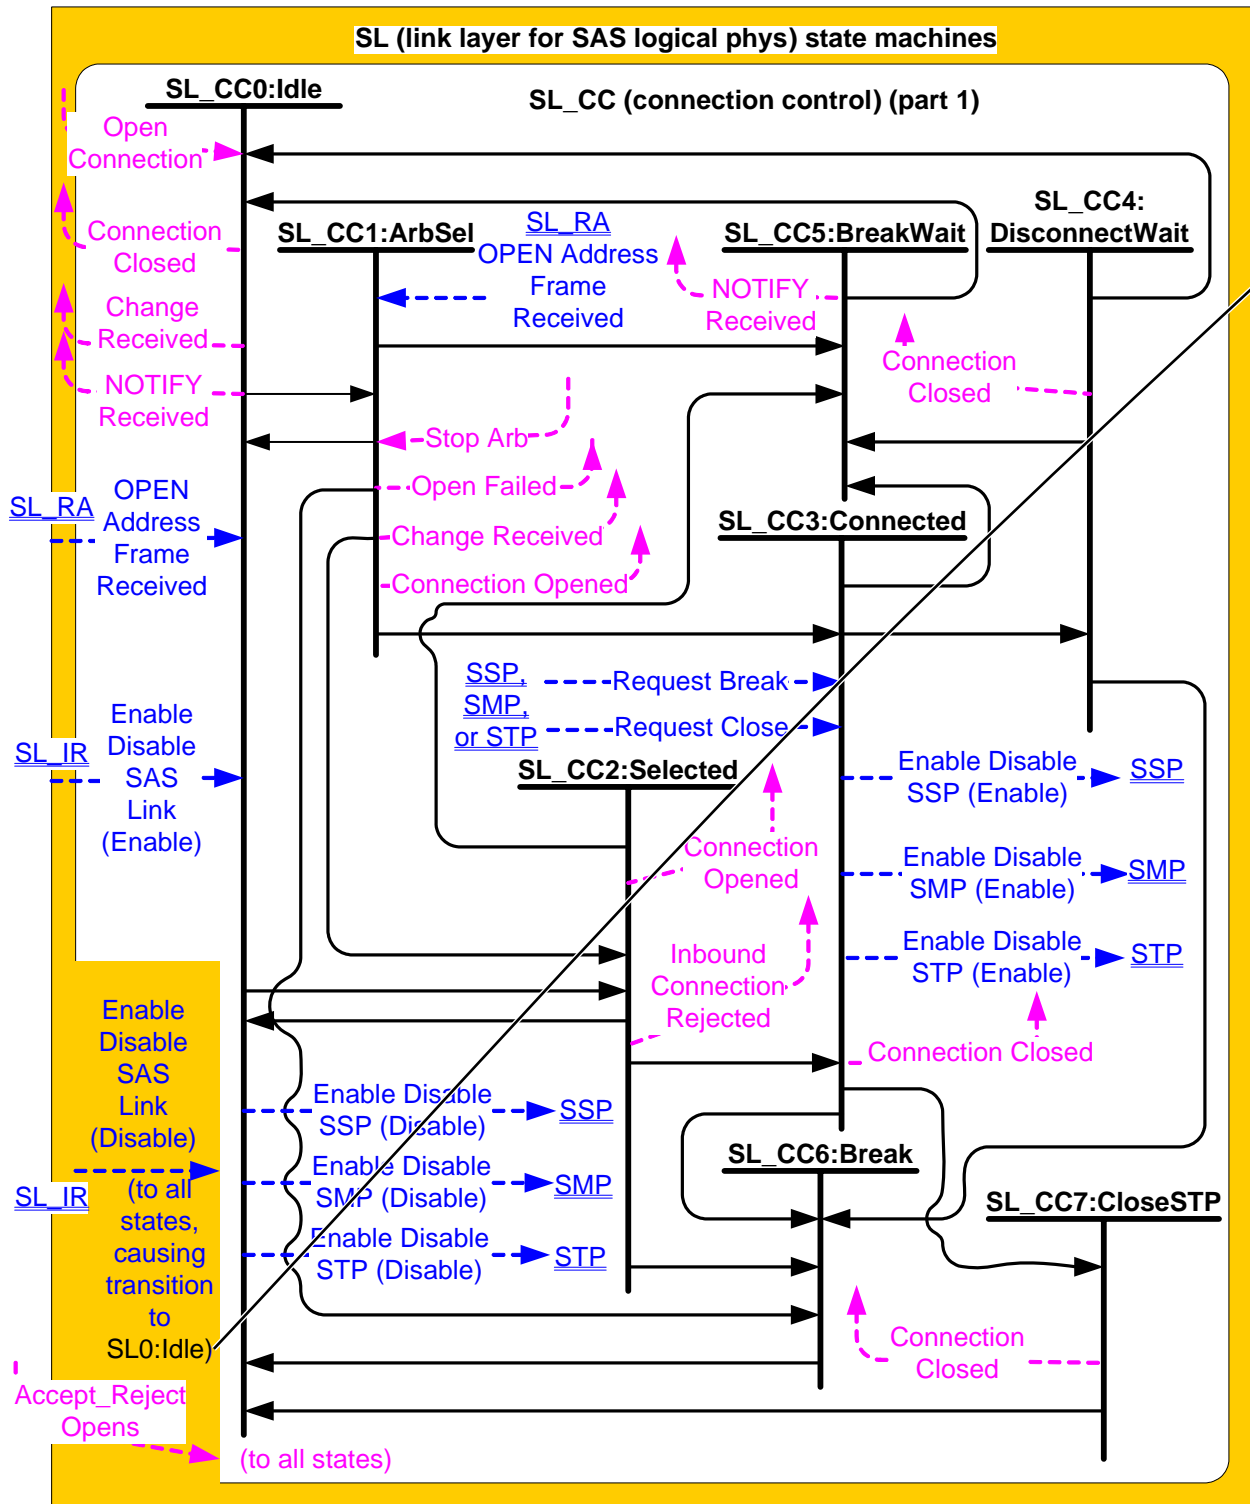 SL (link layer for SAS logical phys) state machines
SL_CC0:Idle
SL_CC (connection control) (part 1)
Open
Connection
Connection
Closed
Change
Received
NOTIFY
Received
SL_CC1:ArbSel
SL_RA
OPEN Address
Frame
Received
SL_CC5:BreakWait
NOTIFY
Received
SL_CC4:
DisconnectWait
Connection
Closed
Stop Arb
Open Failed
Change Received
Connection Opened
SL_RA
OPEN
Address
Frame
Received
SL_CC3:Connected
SSP,
SMP,
or STP
Request Break
Request Close
SL_IR
Enable
Disable
SAS
Link
(Enable)
SL_CC2:Selected
Enable Disable
SSP (Enable)
SSP
Connection
Opened
Enable Disable
SMP (Enable)
SMP
Inbound
Connection
Rejected
Enable Disable
STP (Enable)
STP
Connection Closed
Enable
Disable
SAS
Link
(Disable)
SL_IR
(to all
states,
causing
transition
to
SL0:Idle)
Enable Disable
SSP (Disable)
SSP
Enable Disable
SMP (Disable)
SMP
Enable Disable
STP (Disable)
STP
SL_CC6:Break
SL_CC7:CloseSTP
Connection
Closed
Accept_Reject
Opens
(to all states)